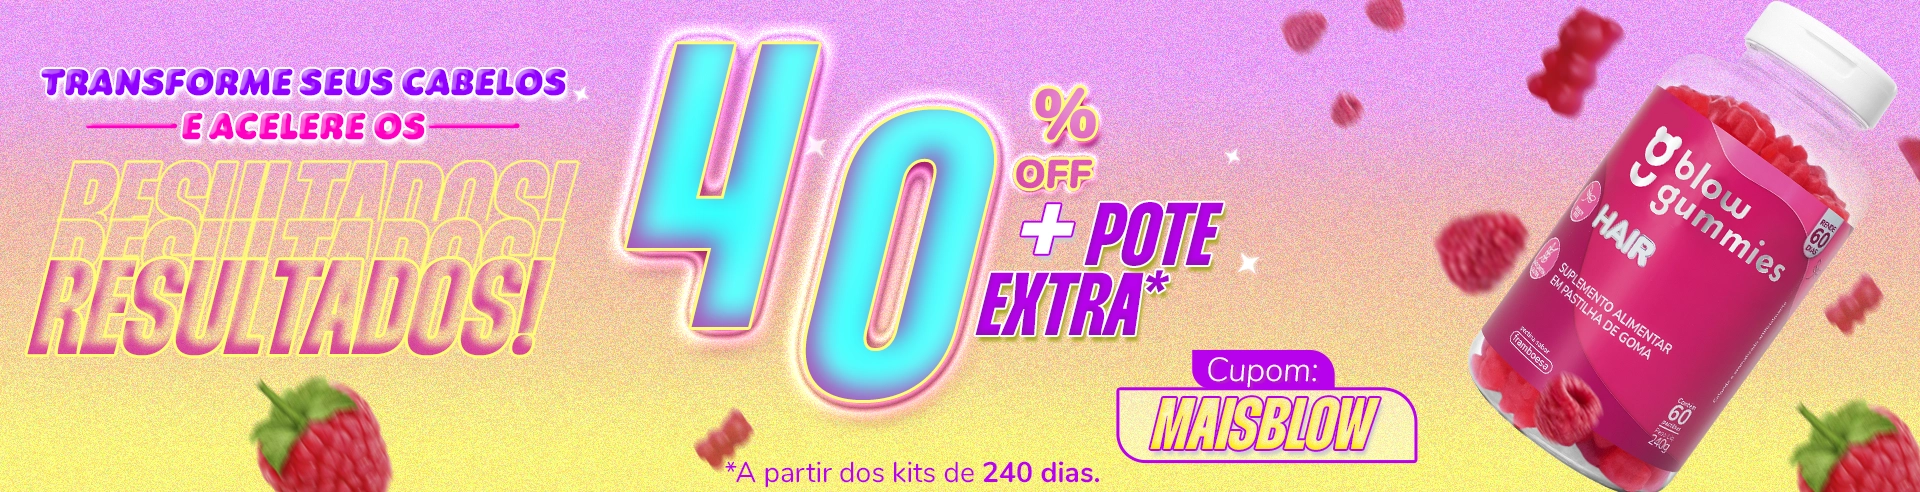 TRANSFORME SEUS CABELOS
E ACELERE OS
RESULTADOS!
RESULTADOS!
RESULTADOS!
40
%
OFF
+ POTE
EXTRA*
Cupom:
MAISBLOW
*A partir dos kits de 240 dias.
blow
gummies
HAIR
RENDE
60
DIAS
SUPLEMENTO ALIMENTAR
EM PASTILHA DE GOMA
framboesa
Contém
60
240g